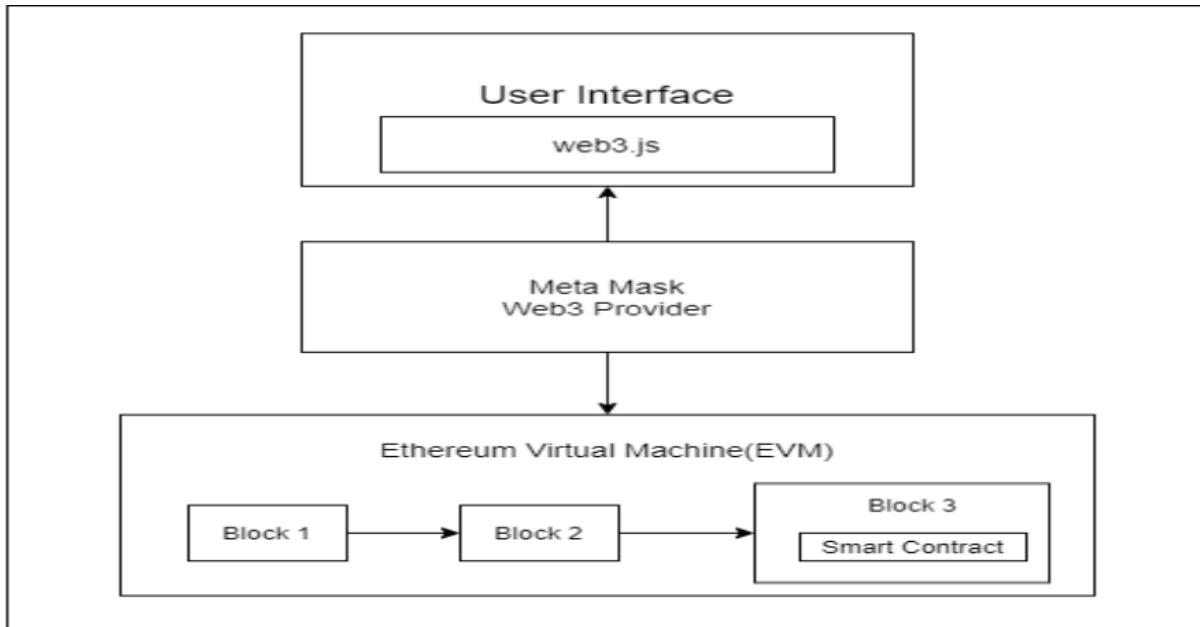 User Interface
web3.js
Meta Mask
Web3 Provider
Ethereum Virtual Machine(EVM)
Block 1
Block 2
Block 3
Smart Contract